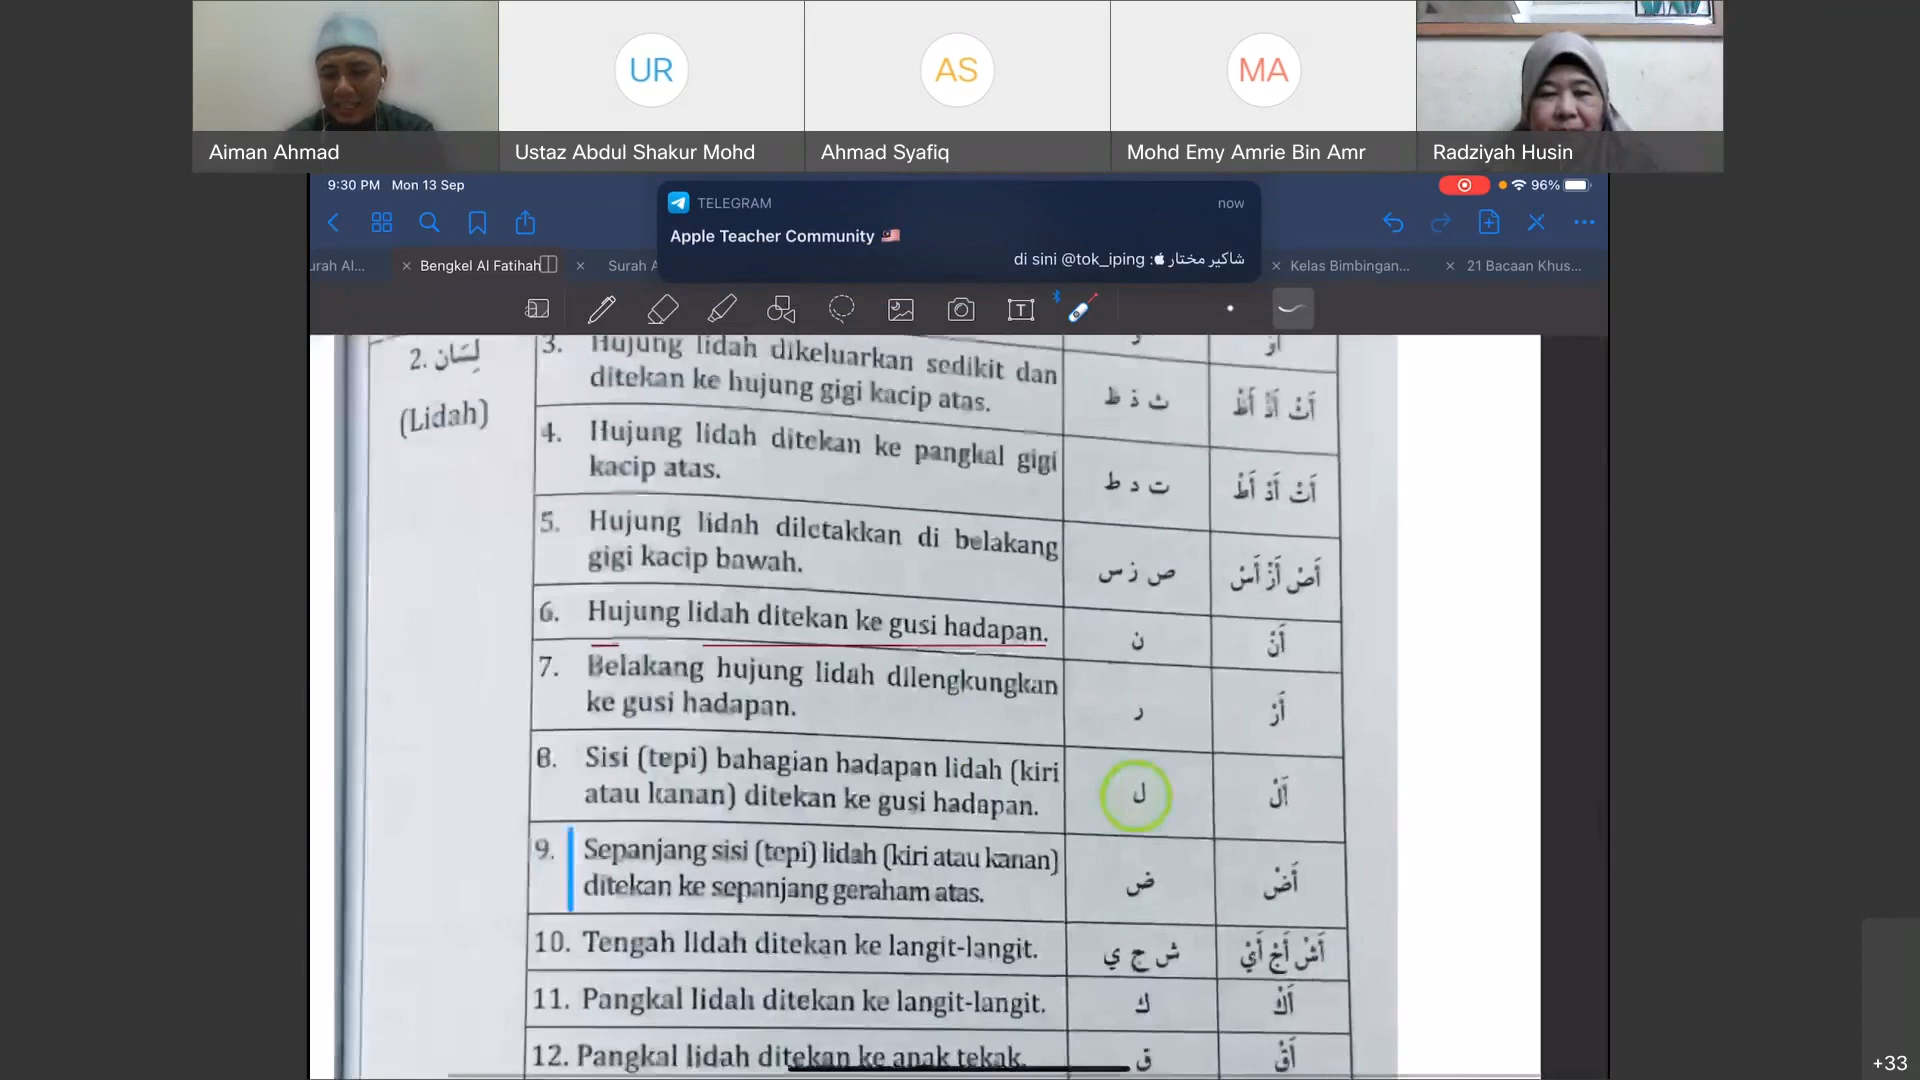 UR
AS
MA
Aiman Ahmad
Ustaz Abdul Shakur Mohd
Ahmad Syafiq
Mohd Emy Amrie Bin Amr
Radziyah Husin
9:30 PM Mon 13 Sep
96%
TELEGRAM
now
Apple Teacher Community 🇲🇾
شاكير مختار: di sini @tok_iping
urah Al...
Bengkel Al Fatihah
Surah A
Kelas Bimbingan...
21 Bacaan Khus...
T
2. لِسَان
(Lidah)
3. Hujung lidah dikeluarkan sedikit dan
ditekan ke hujung gigi kacip atas.
ث ذ ظ
أَثْ أَذْ أَظْ
4. Hujung lidah ditekan ke pangkal gigi
kacip atas.
ت د ط
أَتْ أَدْ أَطْ
5. Hujung lidah diletakkan di belakang
gigi kacip bawah.
ص ز س
أَصْ أَزْ أَسْ
6. Hujung lidah ditekan ke gusi hadapan.
ن
أَنْ
7. Belakang hujung lidah dilengkungkan
ke gusi hadapan.
ر
أَرْ
8. Sisi (tepi) bahagian hadapan lidah (kiri
atau kanan) ditekan ke gusi hadapan.
ل
أَلْ
9. Sepanjang sisi (tepi) lidah (kiri atau kanan)
ditekan ke sepanjang geraham atas.
ض
أَضْ
10. Tengah lidah ditekan ke langit-langit.
ش ج ي
أَشْ أَجْ أَيْ
11. Pangkal lidah ditekan ke langit-langit.
ك
أَكْ
12. Pangkal lidah ditekan ke anak tekak.
ق
أَقْ
+33